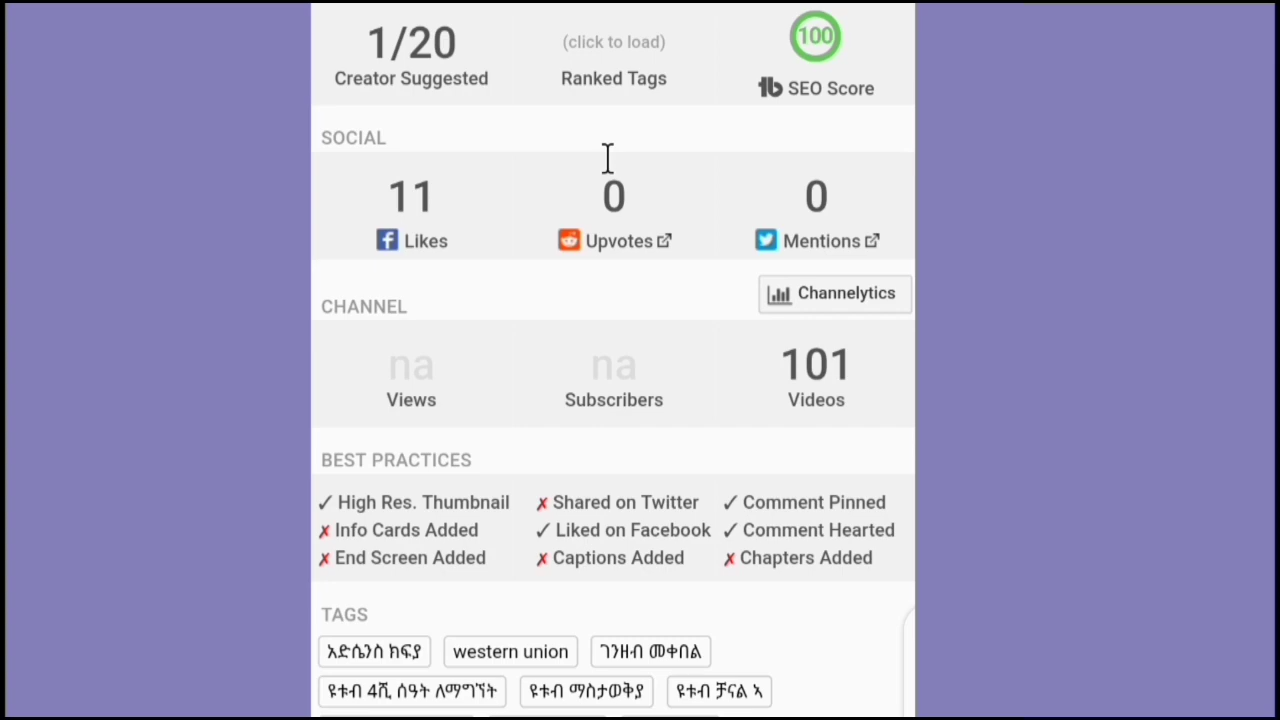 1/20 (click to load) 100
Creator Suggested Ranked Tags tb SEO Score
SOCIAL
11 0 0
Likes Upvotes Mentions
Channelytics
CHANNEL
na na 101
Views Subscribers Videos
BEST PRACTICES
✓ High Res. Thumbnail ✗ Shared on Twitter ✓ Comment Pinned
✗ Info Cards Added ✓ Liked on Facebook ✓ Comment Hearted
✗ End Screen Added ✗ Captions Added ✗ Chapters Added
TAGS
አድሴንስ ክፍያ western union ገንዘብ መቀበል
ዩቱብ 4ሺ ሰዓት ለማግኘት ዩቱብ ማስታወቅያ ዩቱብ ቻናል ኣ